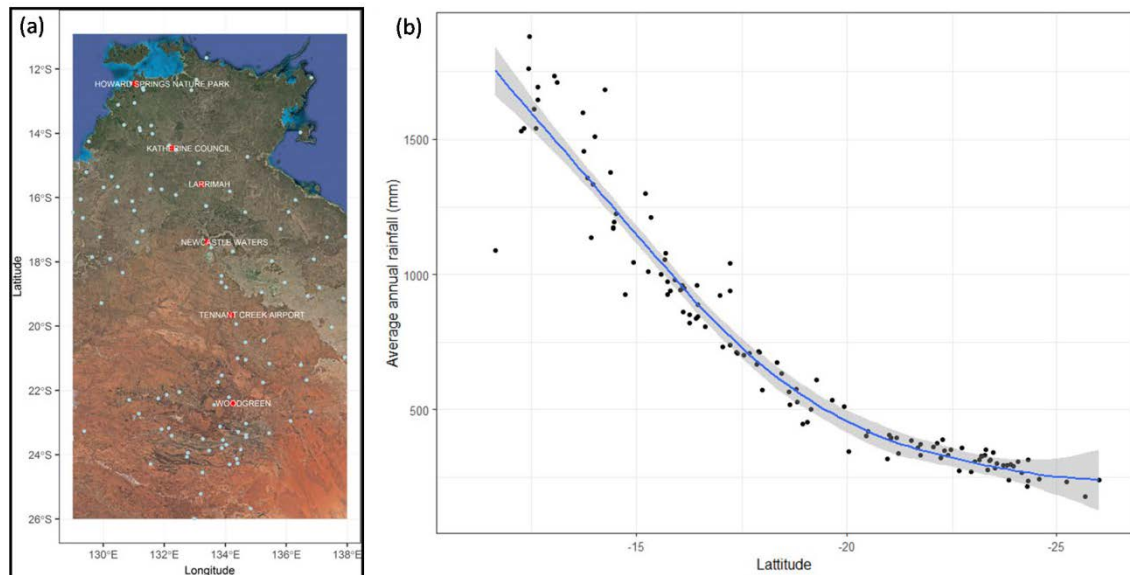 (a)
12°S
HOWARD SPRINGS NATURE PARK
14°S
KATHERINE COUNCIL
LARRIMAH
16°S
NEWCASTLE WATERS
18°S
TENNANT CREEK AIRPORT
20°S
22°S
WOODGREEN
24°S
26°S
Latitude
130°E 132°E 134°E 136°E 138°E
Longitude
(b)
1500
1000
500
Average annual rainfall (mm)
-15 -20 -25
Lattitude